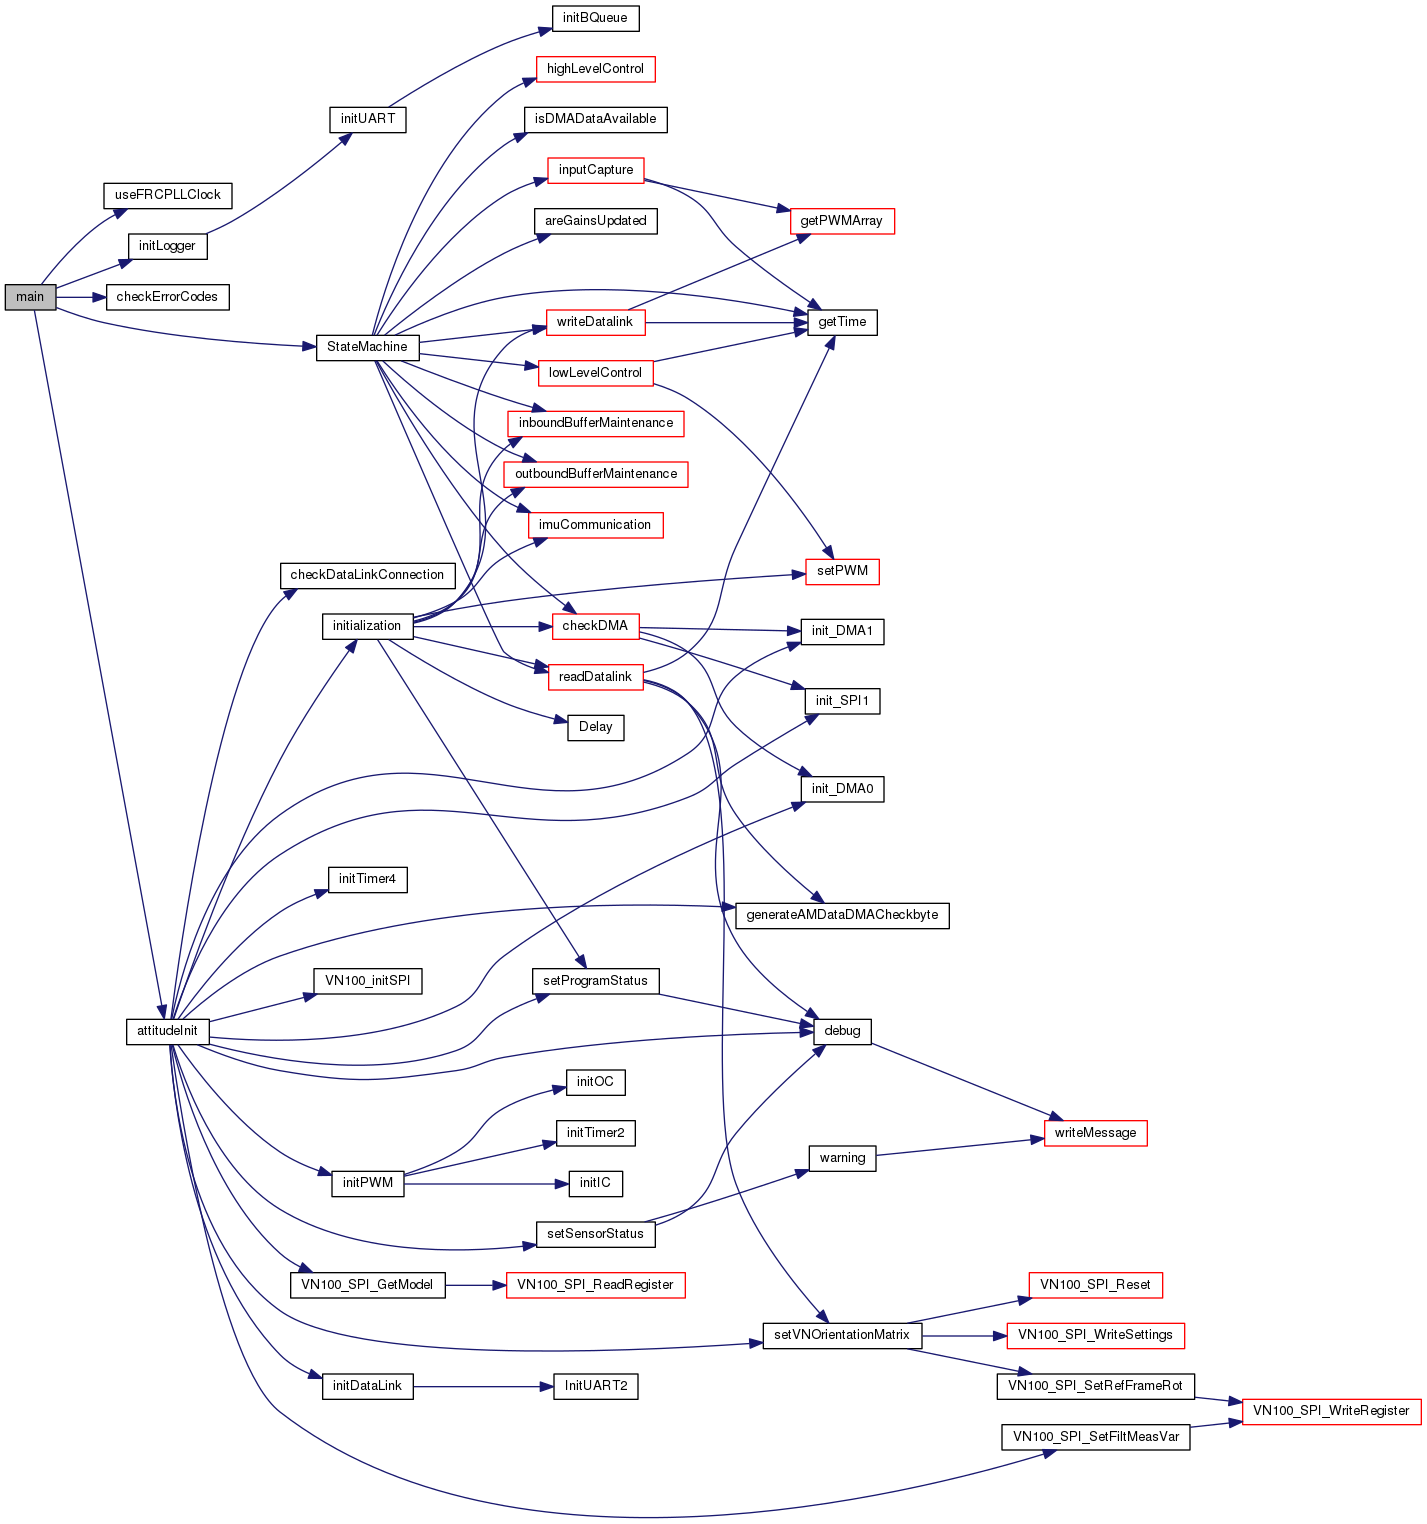 initBQueue
highLevelControl
initUART
isDMADataAvailable
inputCapture
useFRCPLLClock
areGainsUpdated
getPWMArray
initLogger
main
checkErrorCodes
writeDatalink
getTime
StateMachine
lowLevelControl
inboundBufferMaintenance
outboundBufferMaintenance
imuCommunication
checkDataLinkConnection
setPWM
initialization
checkDMA
init_DMA1
readDatalink
init_SPI1
Delay
init_DMA0
initTimer4
generateAMDataDMACheckbyte
VN100_initSPI
setProgramStatus
attitudeInit
debug
initOC
initTimer2
writeMessage
warning
initPWM
initIC
setSensorStatus
VN100_SPI_GetModel
VN100_SPI_ReadRegister
VN100_SPI_Reset
setVNOrientationMatrix
VN100_SPI_WriteSettings
initDataLink
InitUART2
VN100_SPI_SetRefFrameRot
VN100_SPI_WriteRegister
VN100_SPI_SetFiltMeasVar